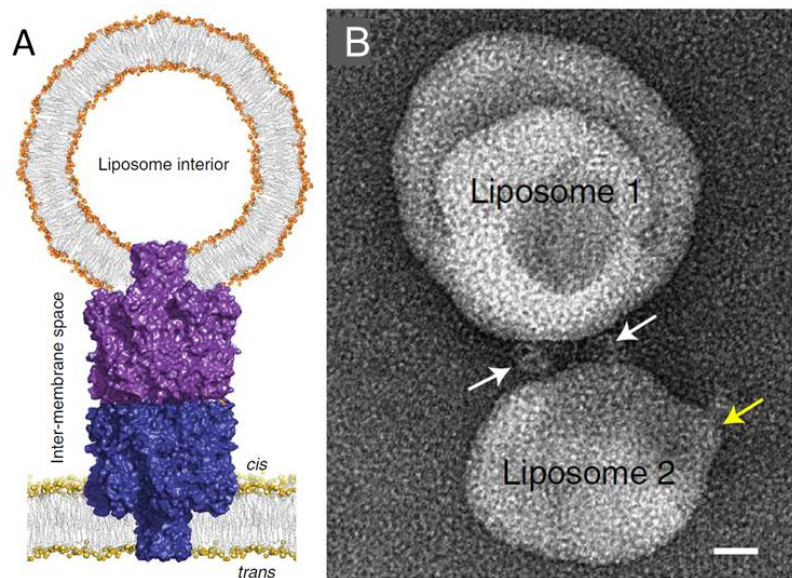 A
Liposome interior
Inter-membrane space
cis
trans
B
Liposome 1
Liposome 2